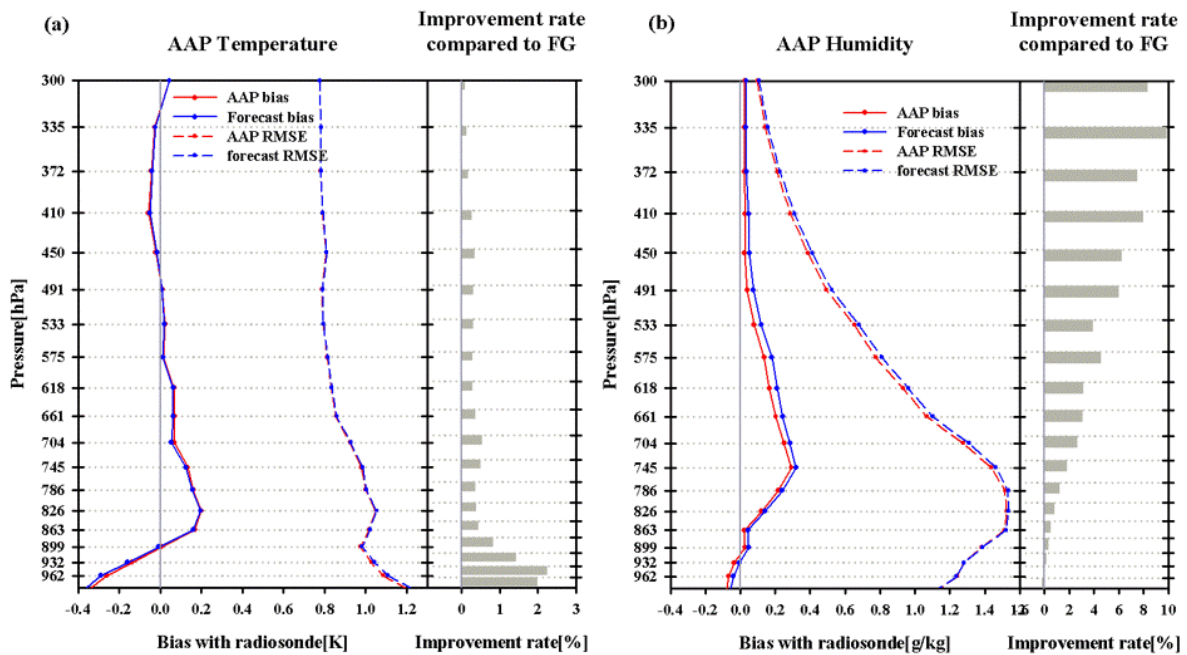 (a)
AAP Temperature
Improvement rate
compared to FG
300
335
372
410
450
491
533
575
618
661
704
745
786
826
863
899
932
962
Pressure[hPa]
AAP bias
Forecast bias
AAP RMSE
forecast RMSE
-0.4 -0.2 0.0 0.2 0.4 0.6 0.8 1.0 1.2
Bias with radiosonde[K]
0 1 2 3
Improvement rate[%]
(b)
AAP Humidity
Improvement rate
compared to FG
300
335
372
410
450
491
533
575
618
661
704
745
786
826
863
899
932
962
Pressure[hPa]
AAP bias
Forecast bias
AAP RMSE
forecast RMSE
-0.4 0.0 0.4 0.8 1.2
Bias with radiosonde[g/kg]
0 2 4 6 8 10
Improvement rate[%]